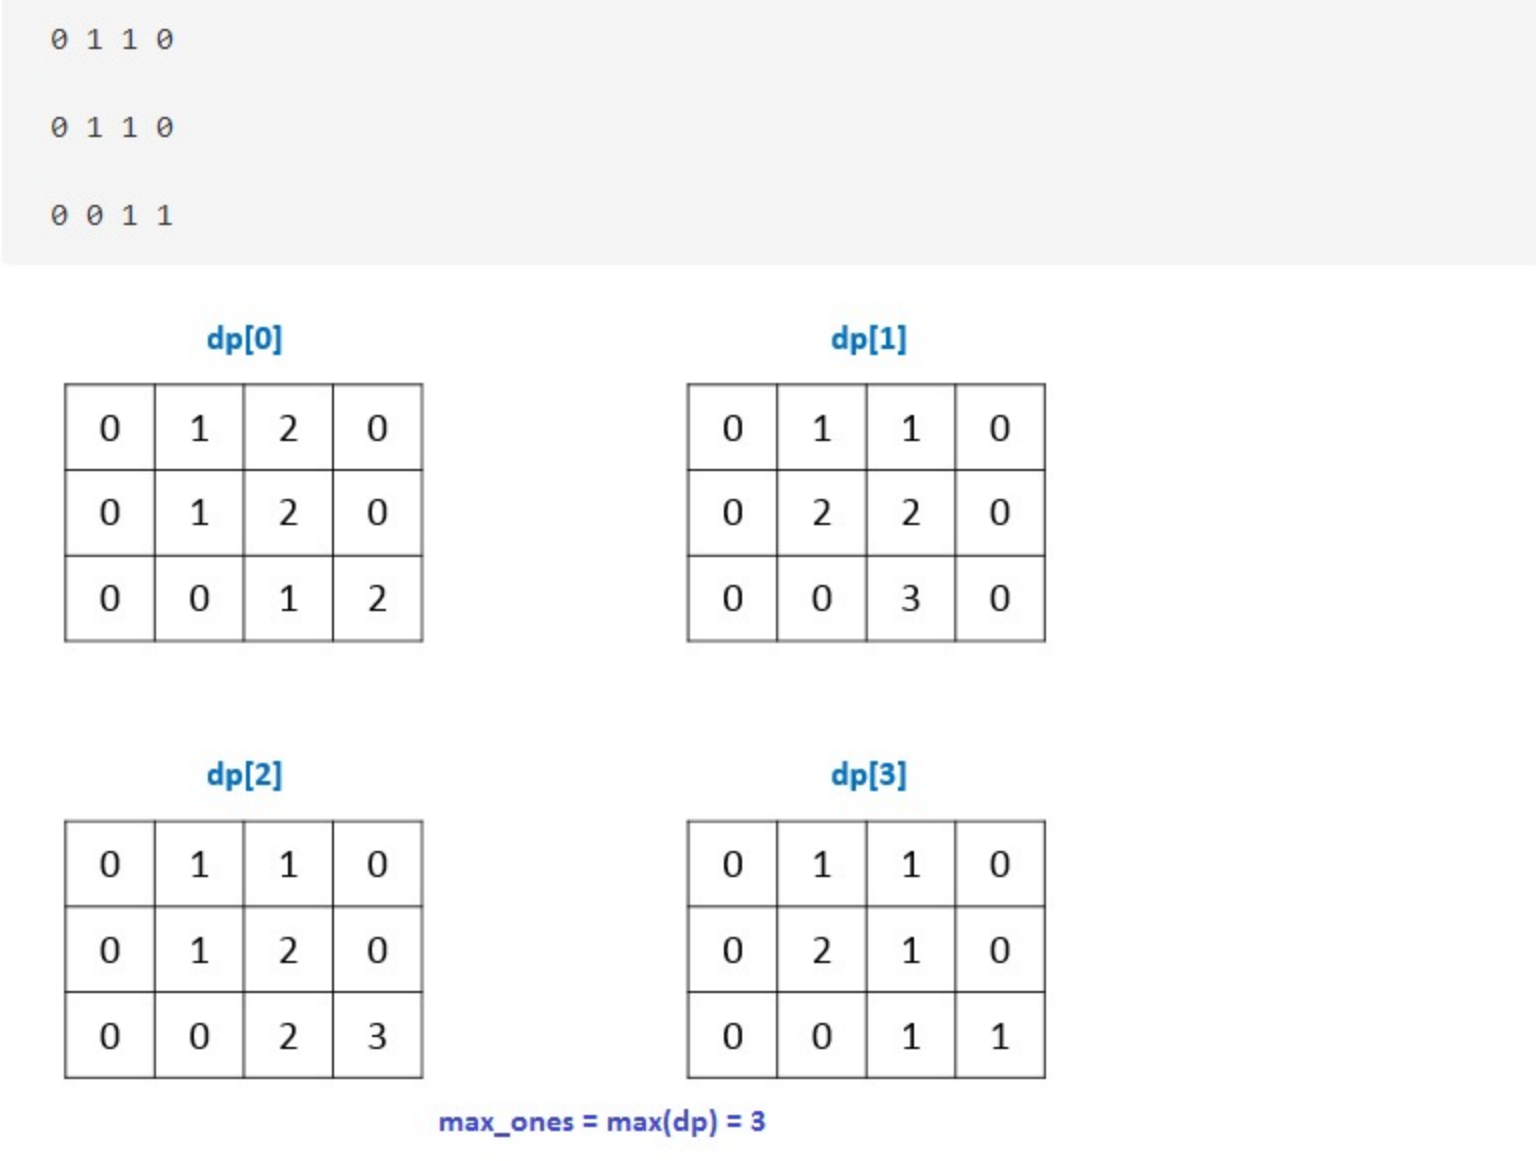 0 1 1 0
0 1 1 0
0 0 1 1
dp[0] dp[1]
0 1 2 0 0 1 1 0
0 1 2 0 0 2 2 0
0 0 1 2 0 0 3 0
dp[2] dp[3]
0 1 1 0 0 1 1 0
0 1 2 0 0 2 1 0
0 0 2 3 0 0 1 1
max_ones = max(dp) = 3